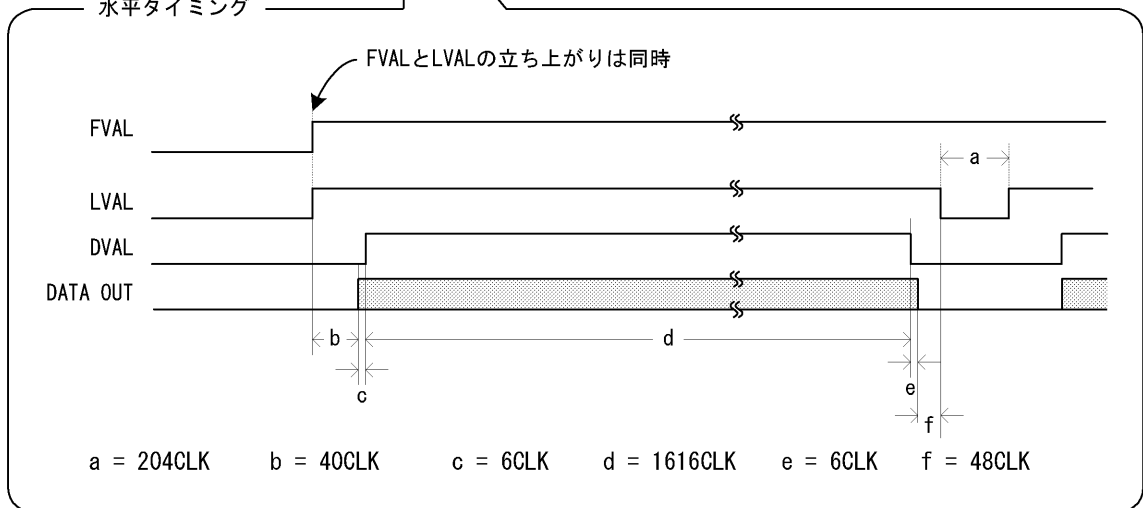 水平タイミング
FVALとLVALの立ち上がりは同時
FVAL
a
LVAL
DVAL
DATA OUT
b
d
c
e
f
a = 204CLK b = 40CLK c = 6CLK d = 1616CLK e = 6CLK f = 48CLK